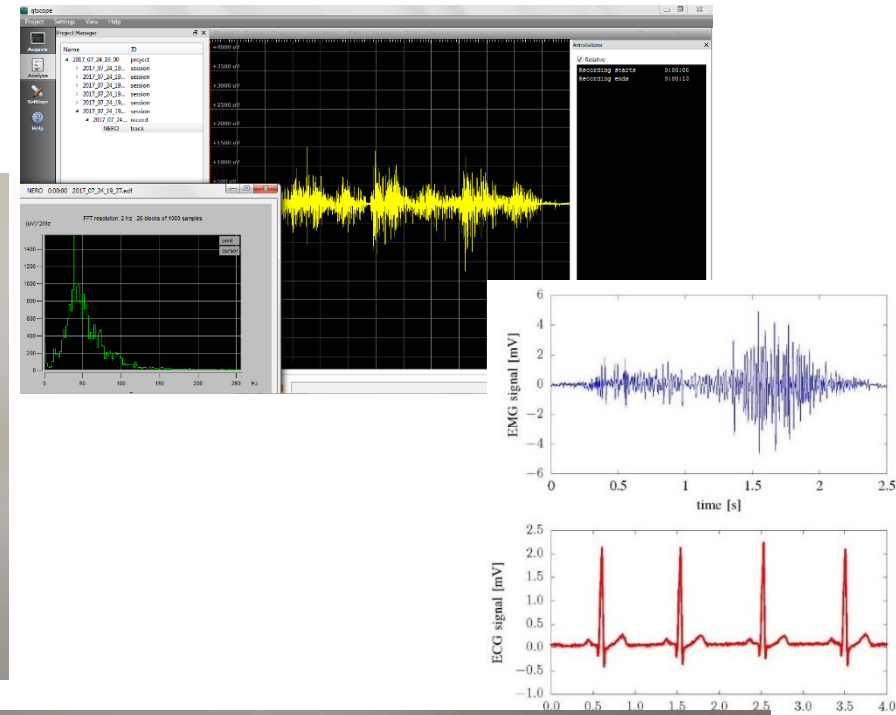 qtscope
Project Settings View Help
Project Manager
Acquire
Analyse
Settings
Help
Name ID
2017_07_24_19_00 project
2017_07_24_19... session
2017_07_24_19... session
2017_07_24_19... session
2017_07_24_19... session
2017_07_24_19... session
2017_07_24... record
NERO track
+4000 uV
+3500 uV
+3000 uV
+2500 uV
+2000 uV
+1500 uV
+1000 uV
+500 uV
Annotations
Relative
Recording starts 0:00:00
Recording ends 0:00:13
NERO 0:00:00 2017_07_24_19_27.edf
FFT resolution: 2 Hz 26 blocks of 1000 samples
(uV)^2/Hz
print
cursor
1400
1200
1000
800
600
400
200
0
0 50 100 150 200 250 Hz
EMG signal [mV]
6
4
2
0
−2
−4
−6
0 0.5 1 1.5 2 2.5
time [s]
ECG signal [mV]
2.5
2.0
1.5
1.0
0.5
0.0
−0.5
−1.0
0.0 0.5 1.0 1.5 2.0 2.5 3.0 3.5 4.0